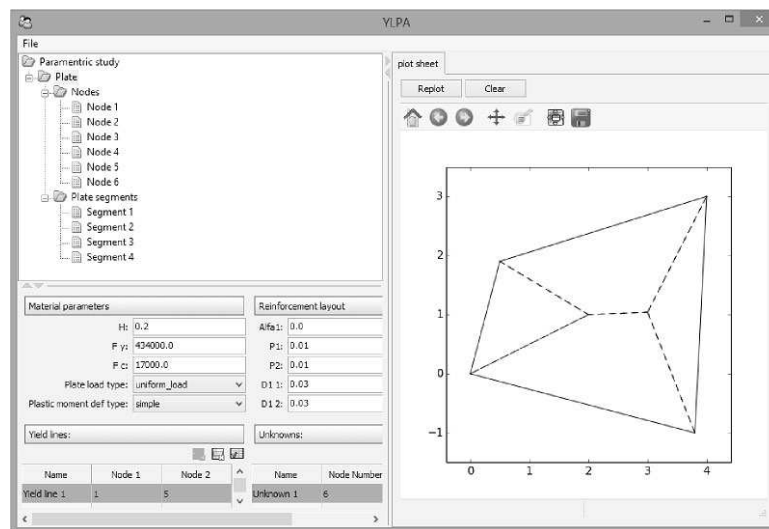 YLPA
File
Paramentric study
Plate
Nodes
Node 1
Node 2
Node 3
Node 4
Node 5
Node 6
Plate segments
Segment 1
Segment 2
Segment 3
Segment 4
Material parameters
H: 0.2
F y: 434000.0
F c: 17000.0
Plate load type: uniform_load
Plastic moment def type: simple
Reinforcement layout
Alfa1: 0.0
P1: 0.01
P2: 0.01
D1 1: 0.03
D1 2: 0.03
Yield lines:
Name Node 1 Node 2
Yield line 1 1 5
Unknowns:
Name Node Number
Unknown 1 6
plot sheet
Replot Clear
3
2
1
0
−1
0 1 2 3 4